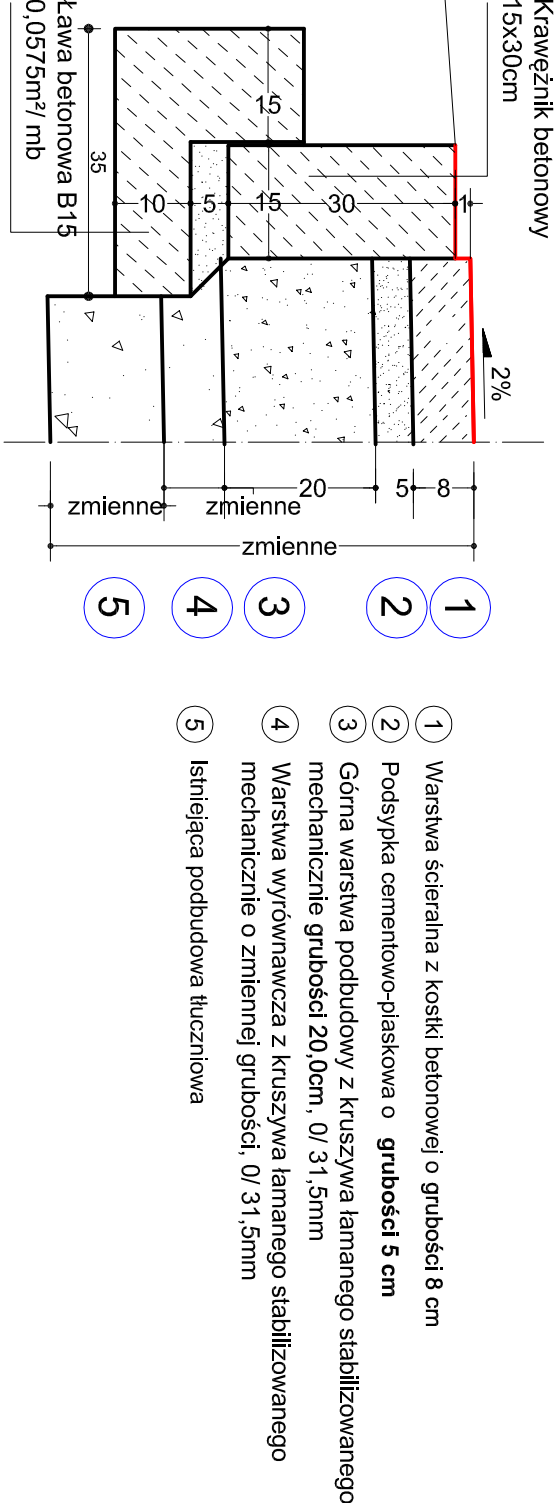 Krawężnik betonowy
15x30cm
2%
15
15
35
10
5
30
1
Ława betonowa B15
0,0575m²/ mb
20
5
8
zmienne
zmienne
zmienne
1
2
3
4
5
1 Warstwa ścieralna z kostki betonowej o grubości 8 cm
2 Podsypka cementowo-piaskowa o grubości 5 cm
3 Górna warstwa podbudowy z kruszywa łamanego stabilizowanego
mechanicznie grubości 20,0cm, 0/ 31,5mm
4 Warstwa wyrównawcza z kruszywa łamanego stabilizowanego
mechanicznie o zmiennej grubości, 0/ 31,5mm
5 Istniejąca podbudowa tłuczniowa